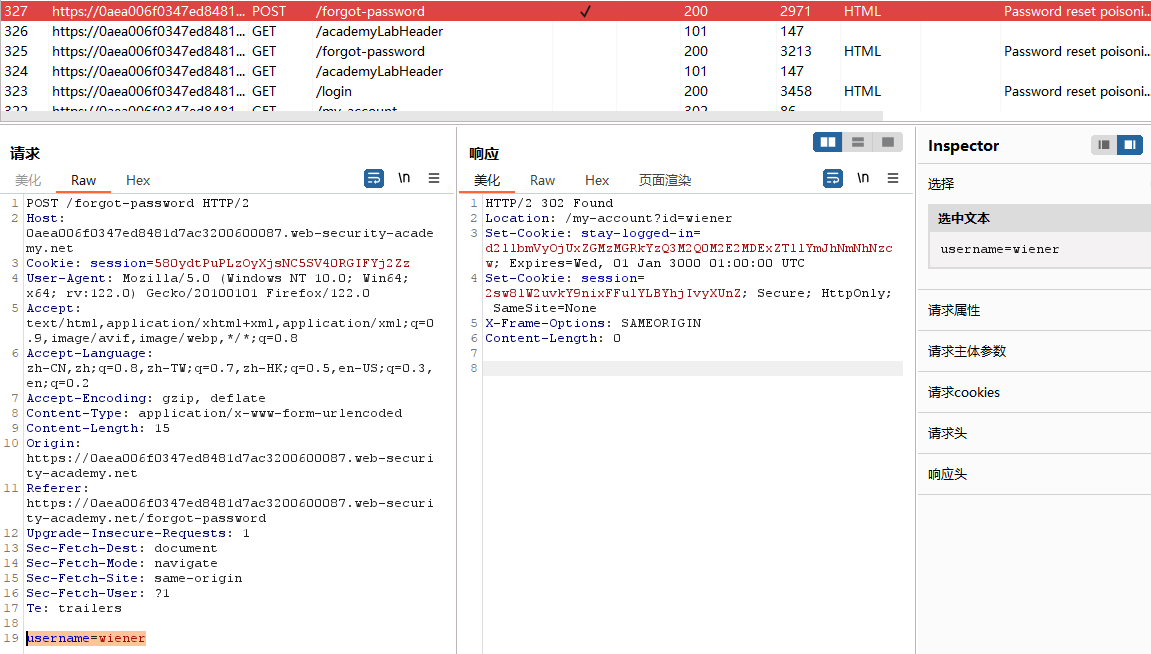 327 https://0aea006f0347ed8481... POST /forgot-password ✓ 200 2971 HTML Password reset poisoni...
326 https://0aea006f0347ed8481... GET /academyLabHeader 101 147
325 https://0aea006f0347ed8481... GET /forgot-password 200 3213 HTML Password reset poisoni...
324 https://0aea006f0347ed8481... GET /academyLabHeader 101 147
323 https://0aea006f0347ed8481... GET /login 200 3458 HTML Password reset poisoni...
322 https://0aea006f0347ed8481... GET /my-account 302 86
请求
美化 Raw Hex \n
1 POST /forgot-password HTTP/2
2 Host:
0aea006f0347ed8481d7ac3200600087.web-security-acade
my.net
3 Cookie: session=580ydtPuPLzOyXjsNC5SV40RGIFYj2Zz
4 User-Agent: Mozilla/5.0 (Windows NT 10.0; Win64;
x64; rv:122.0) Gecko/20100101 Firefox/122.0
5 Accept:
text/html,application/xhtml+xml,application/xml;q=0
.9,image/avif,image/webp,*/*;q=0.8
6 Accept-Language:
zh-CN,zh;q=0.8,zh-TW;q=0.7,zh-HK;q=0.5,en-US;q=0.3,
en;q=0.2
7 Accept-Encoding: gzip, deflate
8 Content-Type: application/x-www-form-urlencoded
9 Content-Length: 15
10 Origin:
https://0aea006f0347ed8481d7ac3200600087.web-securi
ty-academy.net
11 Referer:
https://0aea006f0347ed8481d7ac3200600087.web-securi
ty-academy.net/forgot-password
12 Upgrade-Insecure-Requests: 1
13 Sec-Fetch-Dest: document
14 Sec-Fetch-Mode: navigate
15 Sec-Fetch-Site: same-origin
16 Sec-Fetch-User: ?1
17 Te: trailers
18
19 username=wiener
响应
美化 Raw Hex 页面渲染 \n
1 HTTP/2 302 Found
2 Location: /my-account?id=wiener
3 Set-Cookie: stay-logged-in=
d2llbmVyOjUxZGMzMGRkYzQ3M2Q0M2E2MDExZTllYmJhNmNhNzc
w; Expires=Wed, 01 Jan 3000 01:00:00 UTC
4 Set-Cookie: session=
2sw8lW2uvkY9nixFFulYLBYhjIvyXUnZ; Secure; HttpOnly;
SameSite=None
5 X-Frame-Options: SAMEORIGIN
6 Content-Length: 0
7
8
Inspector
选择
选中文本
username=wiener
请求属性
请求主体参数
请求cookies
请求头
响应头